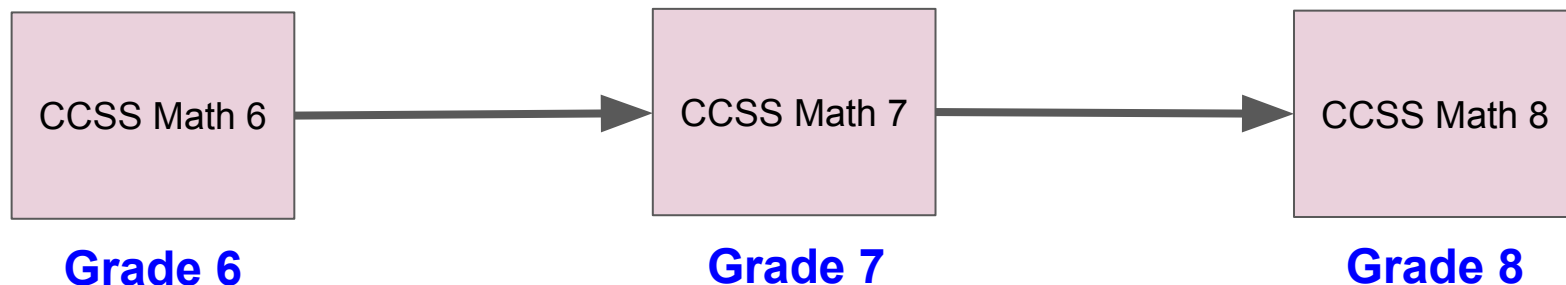 CCSS Math 6
CCSS Math 7
CCSS Math 8
Grade 6
Grade 7
Grade 8